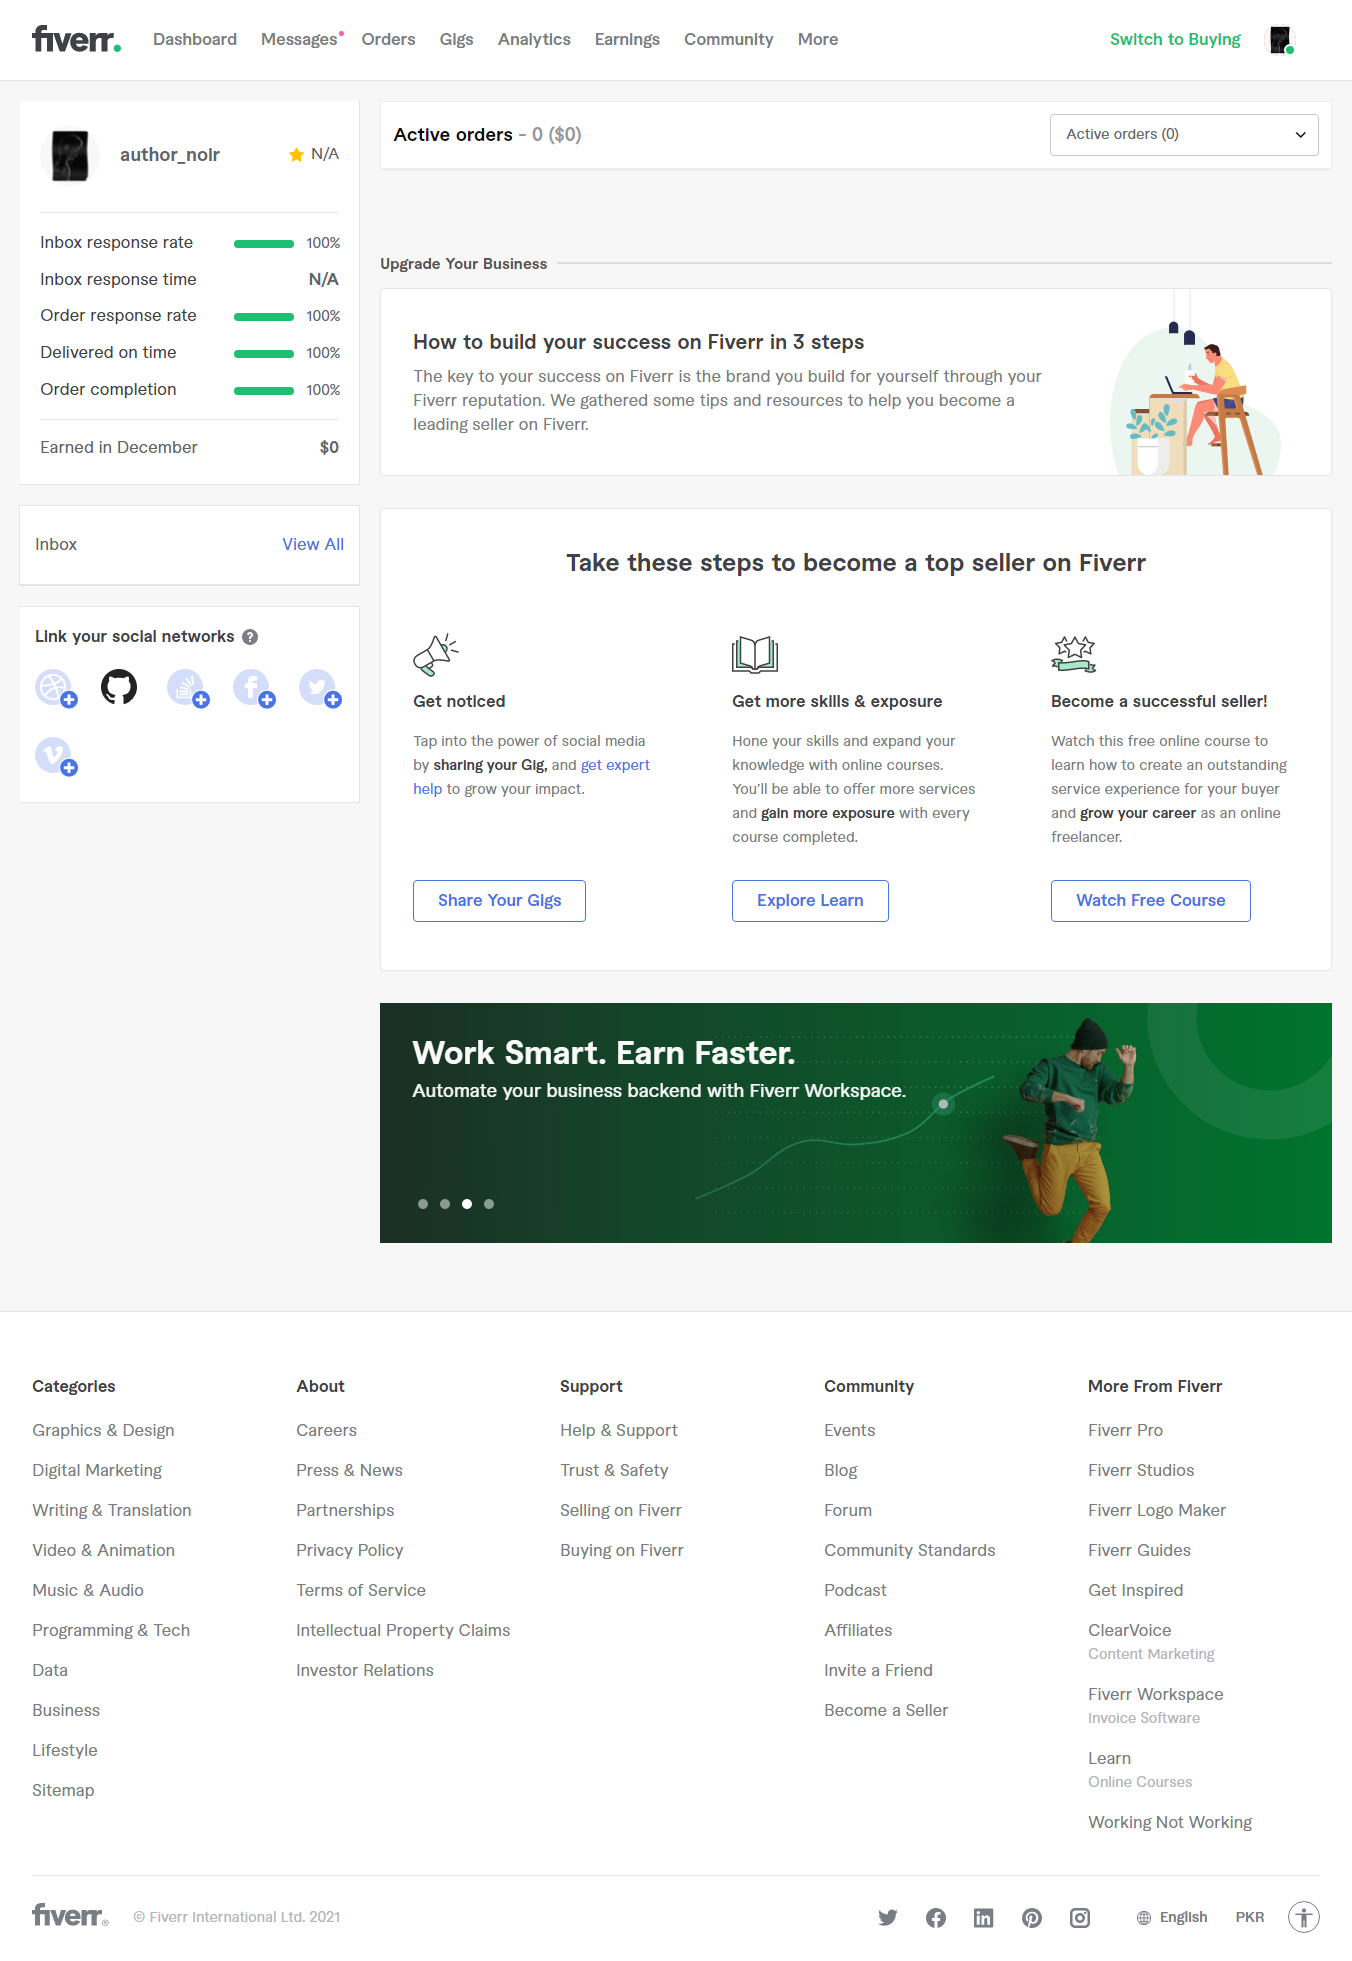 fiverr.
Dashboard
Messages
Orders
Gigs
Analytics
Earnings
Community
More
Switch to Buying
author_noir
N/A
Inbox response rate 100%
Inbox response time N/A
Order response rate 100%
Delivered on time 100%
Order completion 100%
Earned in December $0
Inbox View All
Link your social networks ?
Active orders - 0 ($0)
Active orders (0)
Upgrade Your Business
How to build your success on Fiverr in 3 steps
The key to your success on Fiverr is the brand you build for yourself through your
Fiverr reputation. We gathered some tips and resources to help you become a
leading seller on Fiverr.
Take these steps to become a top seller on Fiverr
Get noticed
Tap into the power of social media
by sharing your Gig, and get expert
help to grow your impact.
Share Your Gigs
Get more skills & exposure
Hone your skills and expand your
knowledge with online courses.
You'll be able to offer more services
and gain more exposure with every
course completed.
Explore Learn
Become a successful seller!
Watch this free online course to
learn how to create an outstanding
service experience for your buyer
and grow your career as an online
freelancer.
Watch Free Course
Work Smart. Earn Faster.
Automate your business backend with Fiverr Workspace.
Categories
Graphics & Design
Digital Marketing
Writing & Translation
Video & Animation
Music & Audio
Programming & Tech
Data
Business
Lifestyle
Sitemap
About
Careers
Press & News
Partnerships
Privacy Policy
Terms of Service
Intellectual Property Claims
Investor Relations
Support
Help & Support
Trust & Safety
Selling on Fiverr
Buying on Fiverr
Community
Events
Blog
Forum
Community Standards
Podcast
Affiliates
Invite a Friend
Become a Seller
More From Fiverr
Fiverr Pro
Fiverr Studios
Fiverr Logo Maker
Fiverr Guides
Get Inspired
ClearVoice
Content Marketing
Fiverr Workspace
Invoice Software
Learn
Online Courses
Working Not Working
fiverr®
© Fiverr International Ltd. 2021
English
PKR